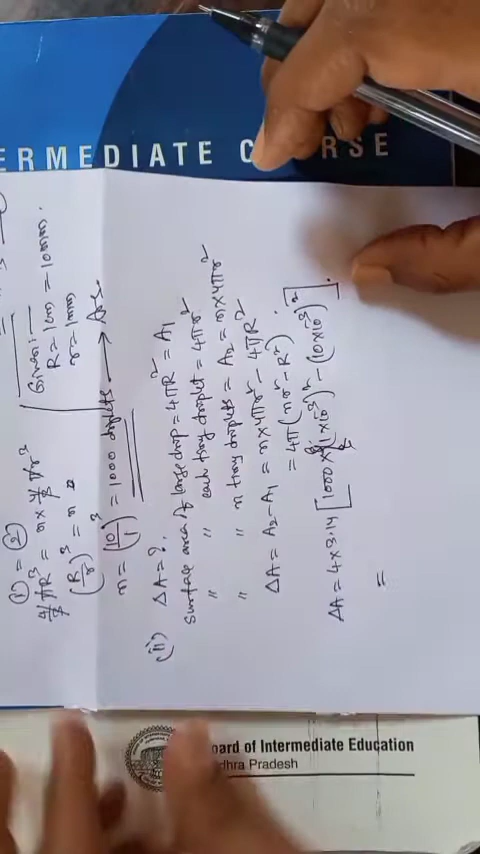 ERMEDIATE C RSE
Given:—
R = 1cm = 10mm.
r = 1mm
(1) = (2)
4/3 πR³ = n × 4/3 πr³
(R/r)³ = n
n = (10/1)³ = 1000 droplets → Ans
(ii) ΔA = ?.
Surface area of large drop = 4πR² = A₁
" each tiny droplet = 4πr²
" " n tiny droplets = A₂ = n×4πr²
ΔA = A₂ - A₁ = n×4πr² - 4πR²
= 4π(nr² - R²)
ΔA = 4×3.14 [1000×(1×10⁻³)² - (10×10⁻³)²].
=
oard of Intermediate Education
dhra Pradesh